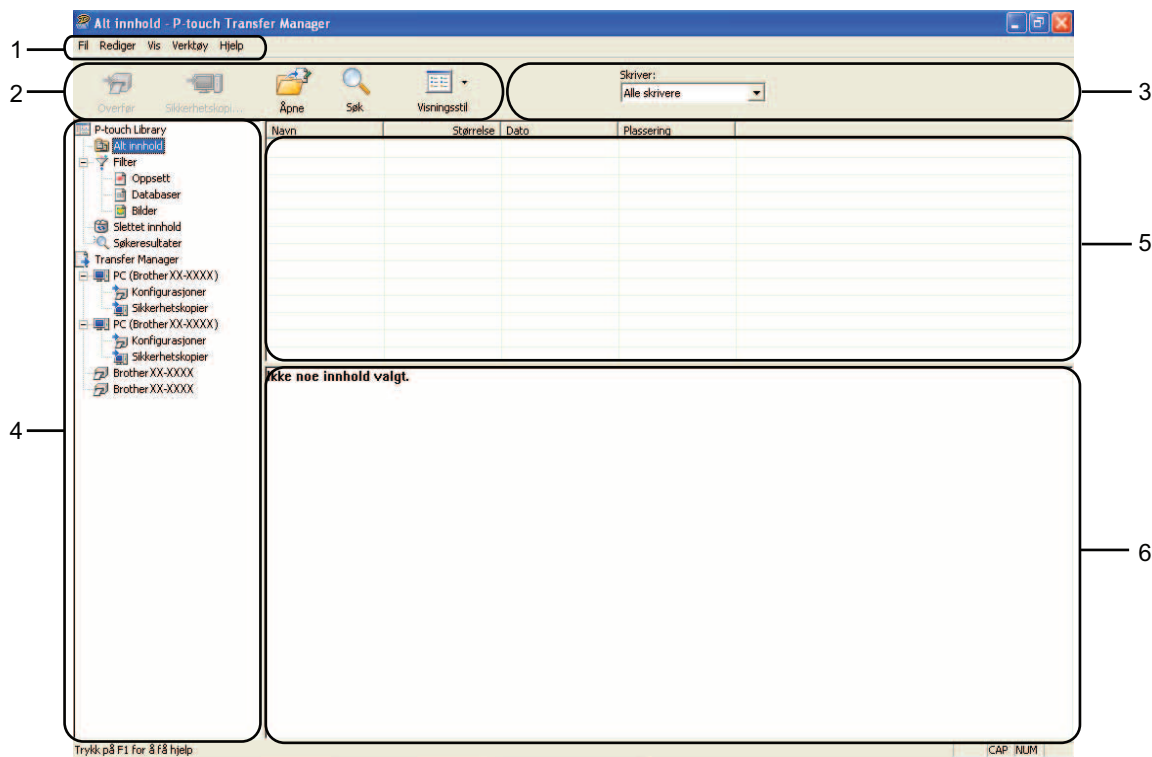 Alt innhold - P-touch Transfer Manager
1
Fil Rediger Vis Verktøy Hjelp
2
Overfør Sikkerhetskopi... Åpne Søk Visningsstil
Skriver:
Alle skrivere
3
4
P-touch Library
Alt innhold
Filter
Oppsett
Databaser
Bilder
Slettet innhold
Søkeresultater
Transfer Manager
PC (Brother XX-XXXX)
Konfigurasjoner
Sikkerhetskopier
PC (Brother XX-XXXX)
Konfigurasjoner
Sikkerhetskopier
Brother XX-XXXX
Brother XX-XXXX
Navn Størrelse Dato Plassering
5
Ikke noe innhold valgt.
6
Trykk på F1 for å få hjelp
CAP NUM